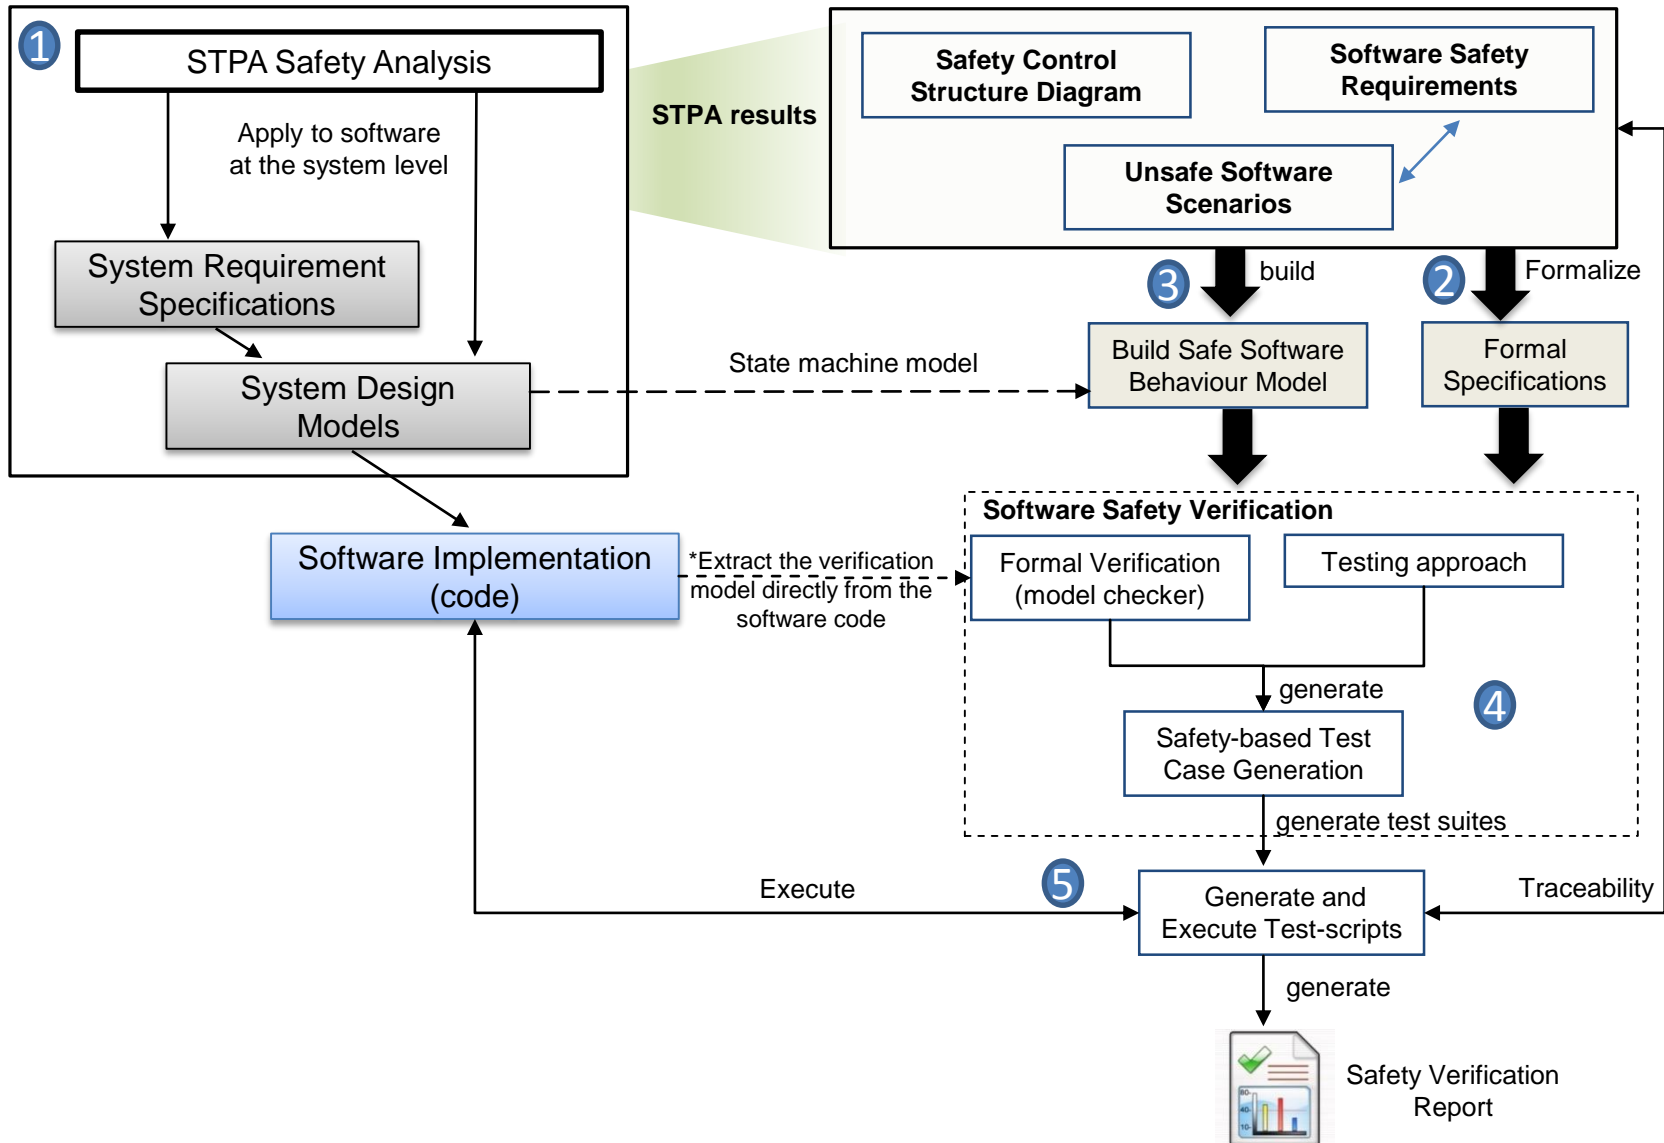 1
STPA Safety Analysis
Apply to software
at the system level
System Requirement
Specifications
System Design
Models
STPA results
Safety Control
Structure Diagram
Software Safety
Requirements
Unsafe Software
Scenarios
3
build
2
Formalize
State machine model
Build Safe Software
Behaviour Model
Formal
Specifications
Software Safety Verification
Software Implementation
(code)
*Extract the verification
model directly from the
software code
Formal Verification
(model checker)
Testing approach
generate
4
Safety-based Test
Case Generation
generate test suites
Execute
5
Generate and
Execute Test-scripts
Traceability
generate
80-
40-
10-
Safety Verification
Report